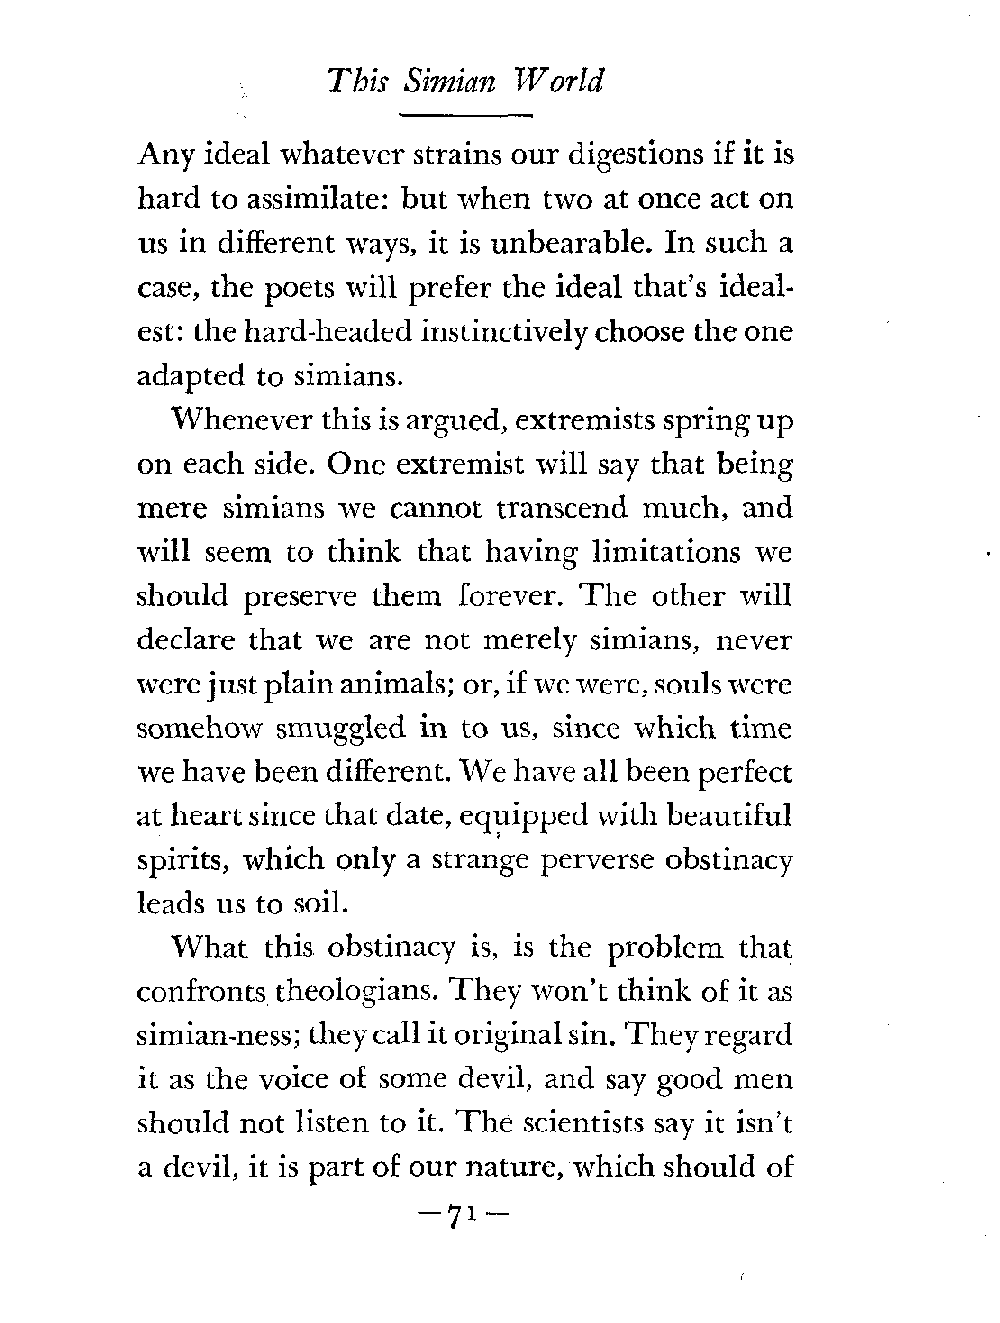 This Simian World
Any ideal whatever strains our digestions if it is
hard to assimilate: but when two at once act on
us in different ways, it is unbearable. In such a
case, the poets will prefer the ideal that's ideal-
est: the hard-headed instinctively choose the one
adapted to simians.
Whenever this is argued, extremists spring up
on each side. One extremist will say that being
mere simians we cannot transcend much, and
will seem to think that having limitations we
should preserve them forever. The other will
declare that we are not merely simians, never
were just plain animals; or, if we were, souls were
somehow smuggled in to us, since which time
we have been different. We have all been perfect
at heart since that date, equipped with beautiful
spirits, which only a strange perverse obstinacy
leads us to soil.
What this obstinacy is, is the problem that
confronts theologians. They won't think of it as
simian-ness; they call it original sin. They regard
it as the voice of some devil, and say good men
should not listen to it. The scientists say it isn't
a devil, it is part of our nature, which should of
—71—